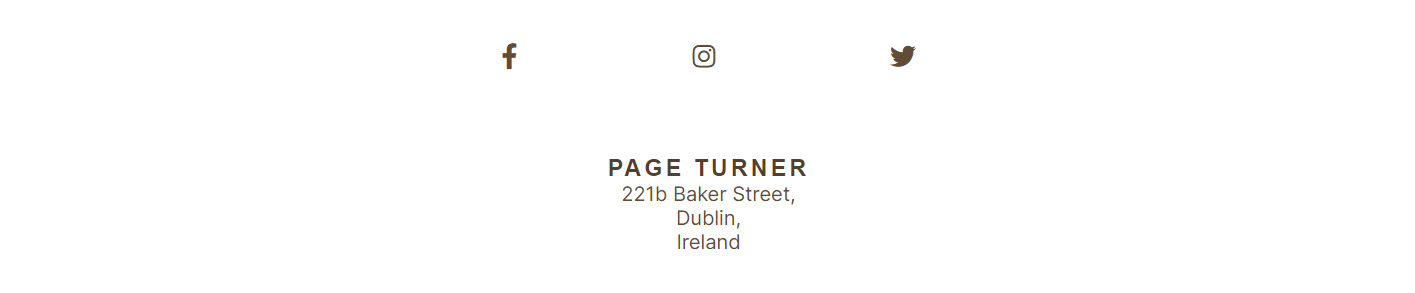 PAGE TURNER
221b Baker Street,
Dublin,
Ireland